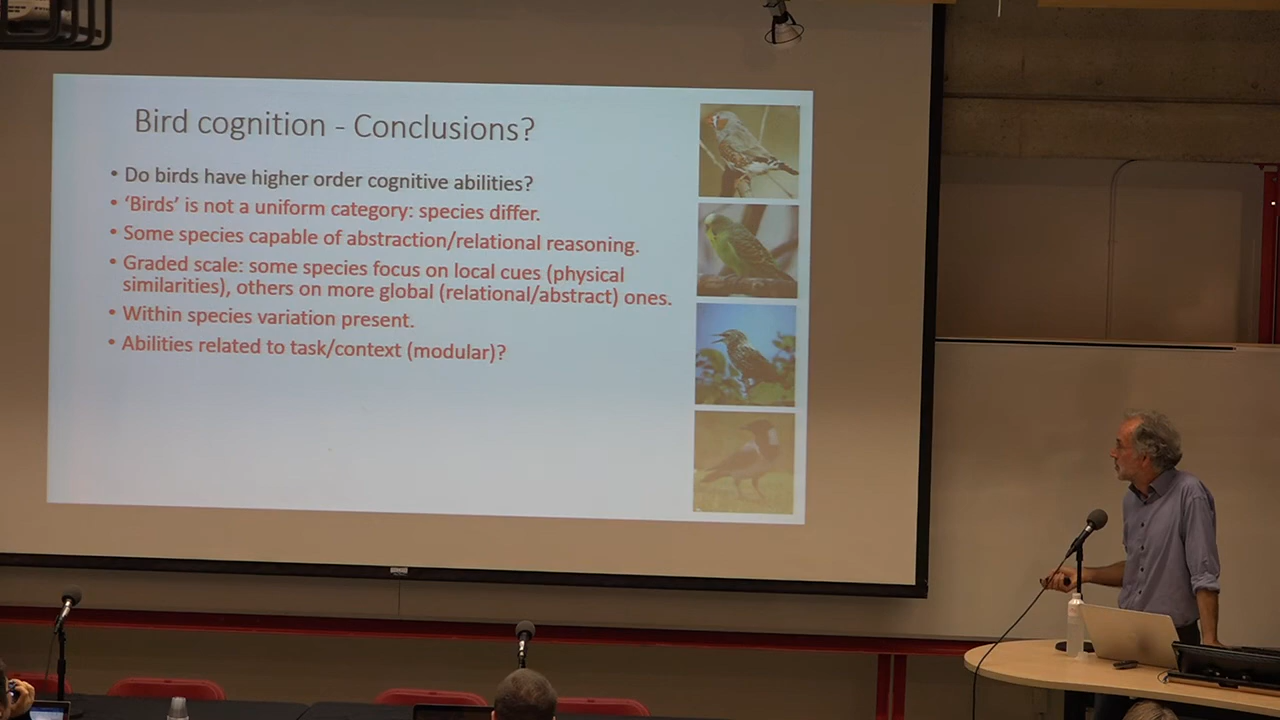 Bird cognition - Conclusions?
• Do birds have higher order cognitive abilities?
• ‘Birds’ is not a uniform category: species differ.
• Some species capable of abstraction/relational reasoning.
• Graded scale: some species focus on local cues (physical
similarities), others on more global (relational/abstract) ones.
• Within species variation present.
• Abilities related to task/context (modular)?